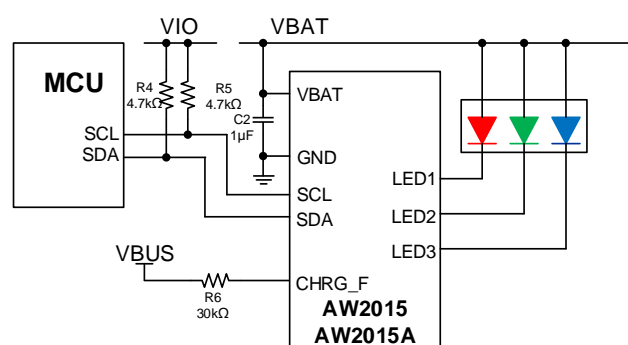 VIO
VBAT
MCU
R4
4.7kΩ
R5
4.7kΩ
C2
1μF
VBAT
GND
SCL
SDA
SCL
SDA
LED1
LED2
LED3
VBUS
R6
30kΩ
CHRG_F
AW2015
AW2015A